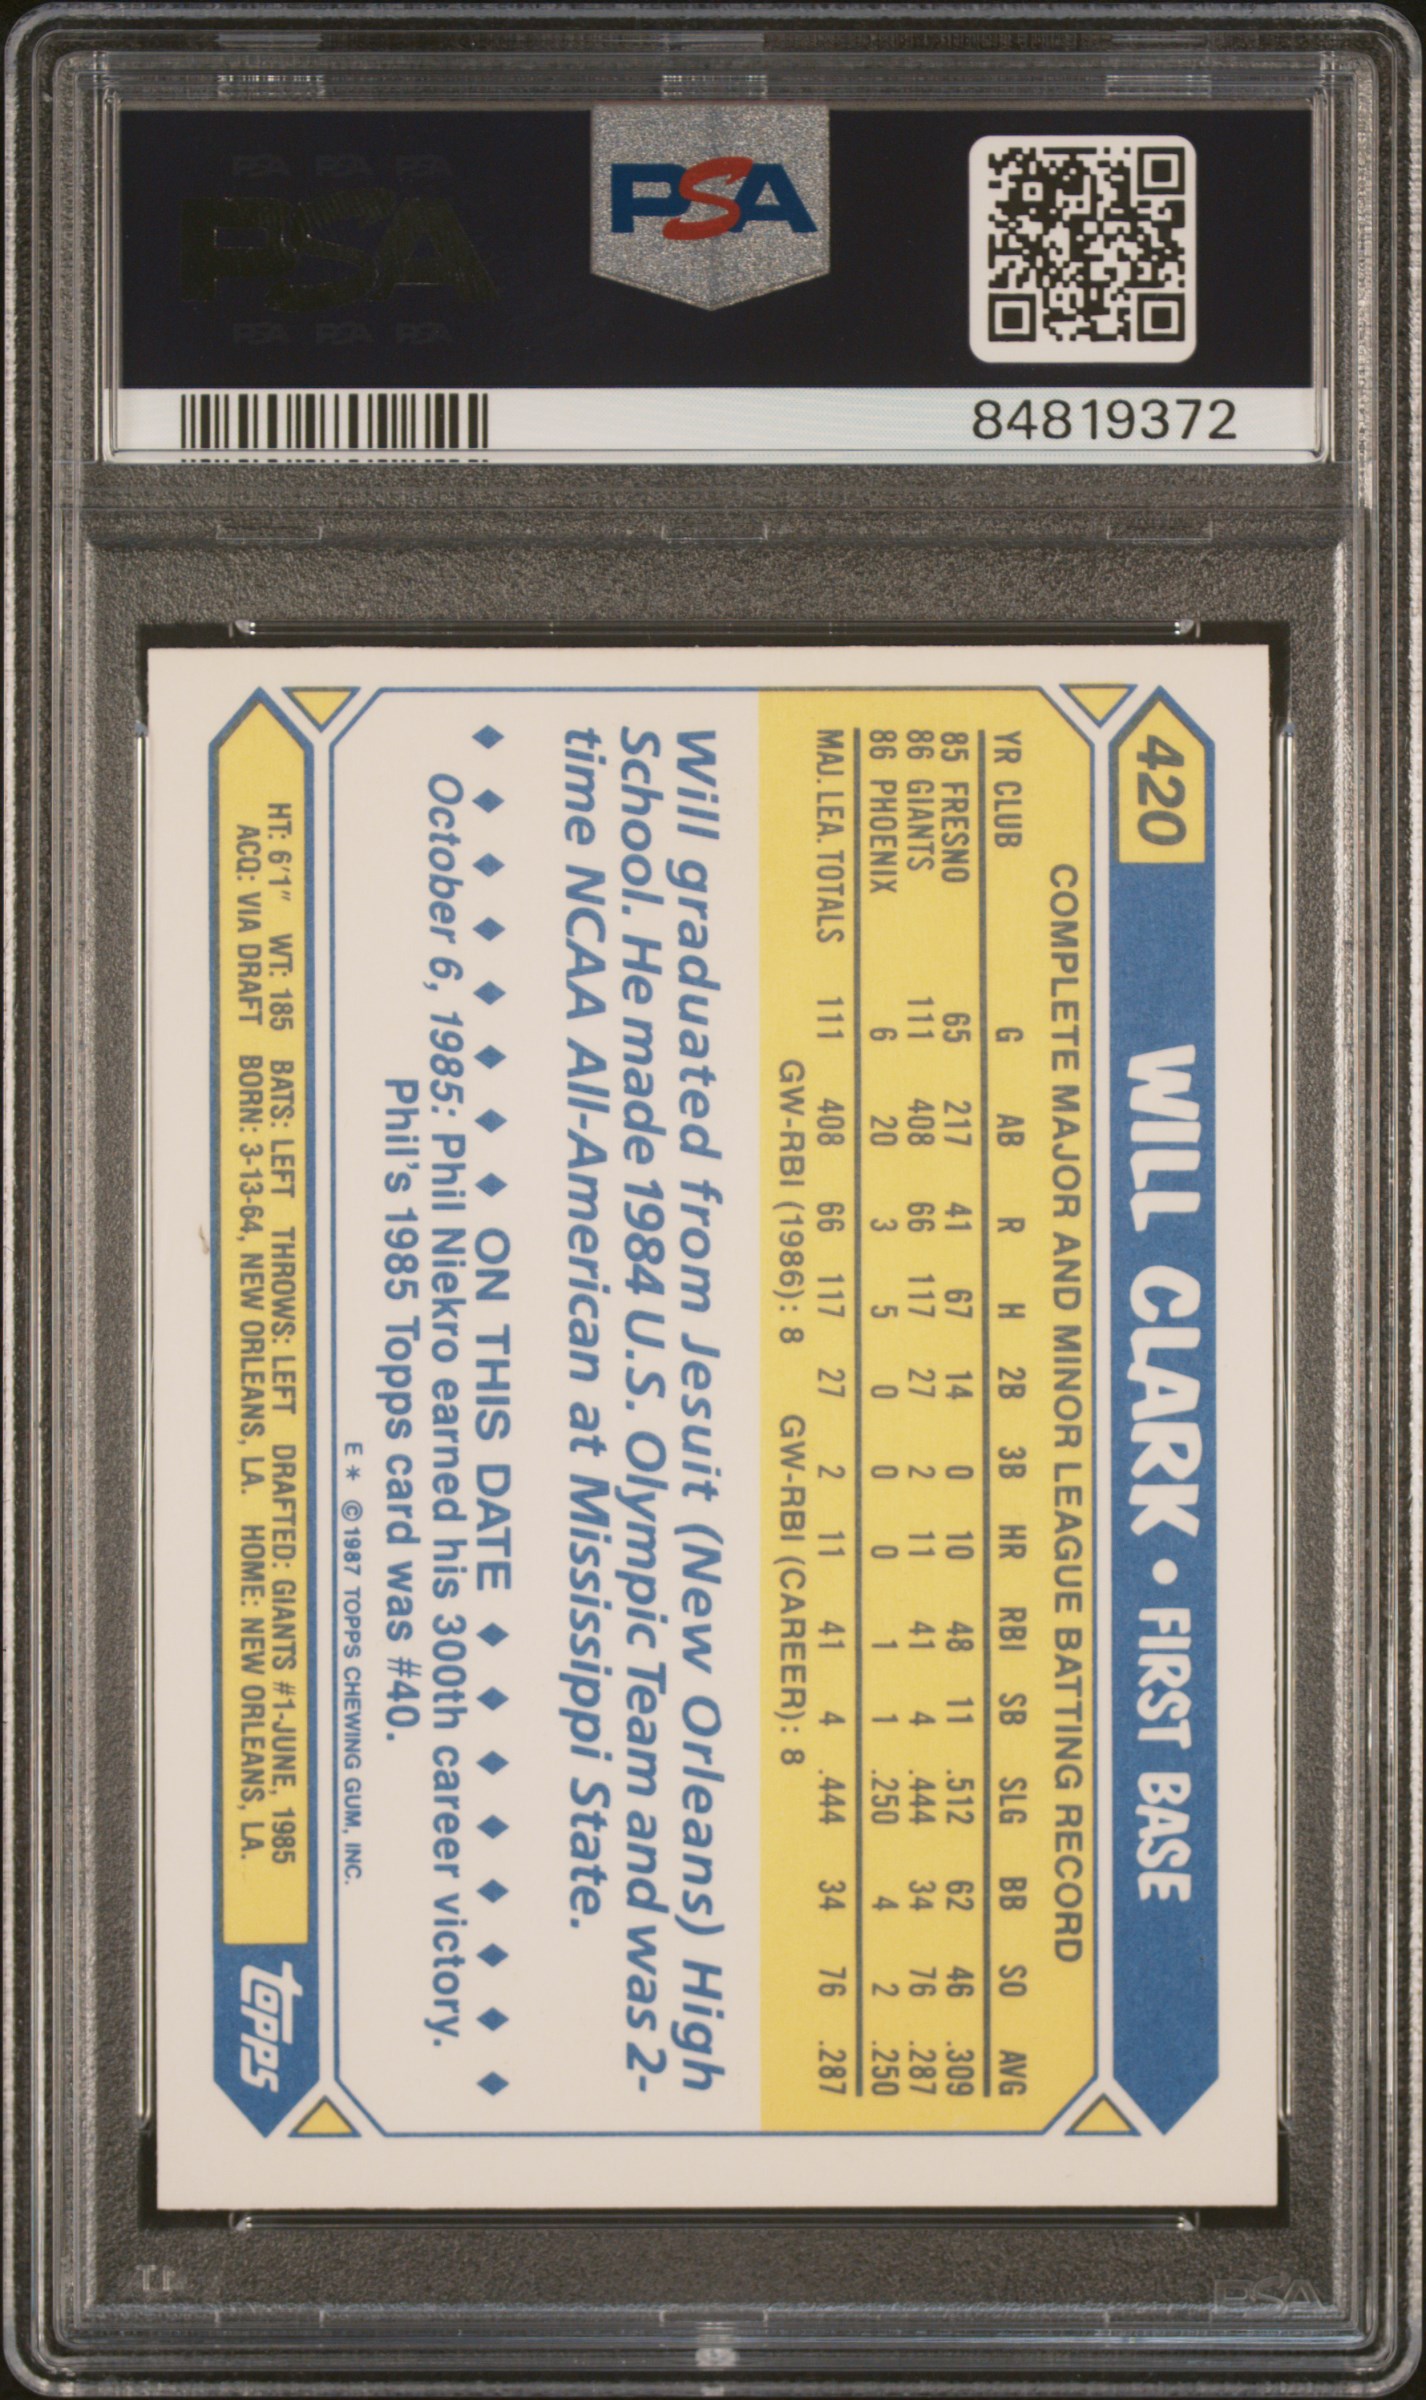 PSA PSA PSA
PSA
PSA PSA PSA
PSA
84819372
420
WILL CLARK • FIRST BASE
COMPLETE MAJOR AND MINOR LEAGUE BATTING RECORD
YR CLUB G AB R H 2B 3B HR RBI SB SLG BB SO AVG
85 FRESNO 65 217 41 67 14 0 10 48 11 .512 62 46 .309
86 GIANTS 111 408 66 117 27 2 11 41 4 .444 34 76 .287
86 PHOENIX 6 20 3 5 0 0 0 1 1 .250 4 2 .250
MAJ. LEA. TOTALS 111 408 66 117 27 2 11 41 4 .444 34 76 .287
GW-RBI (1986): 8 GW-RBI (CAREER): 8
Will graduated from Jesuit (New Orleans) High
School. He made 1984 U.S. Olympic Team and was 2-
time NCAA All-American at Mississippi State.
◆ ◆ ◆ ◆ ◆ ◆ ◆ ◆ ON THIS DATE ◆ ◆ ◆ ◆ ◆ ◆ ◆ ◆
October 6, 1985: Phil Niekro earned his 300th career victory.
Phil's 1985 Topps card was #40.
E * © 1987 TOPPS CHEWING GUM, INC.
HT: 6'1" WT: 185 BATS: LEFT THROWS: LEFT DRAFTED: GIANTS #1-JUNE, 1985
ACQ: VIA DRAFT BORN: 3-13-64, NEW ORLEANS, LA. HOME: NEW ORLEANS, LA.
topps
PSA